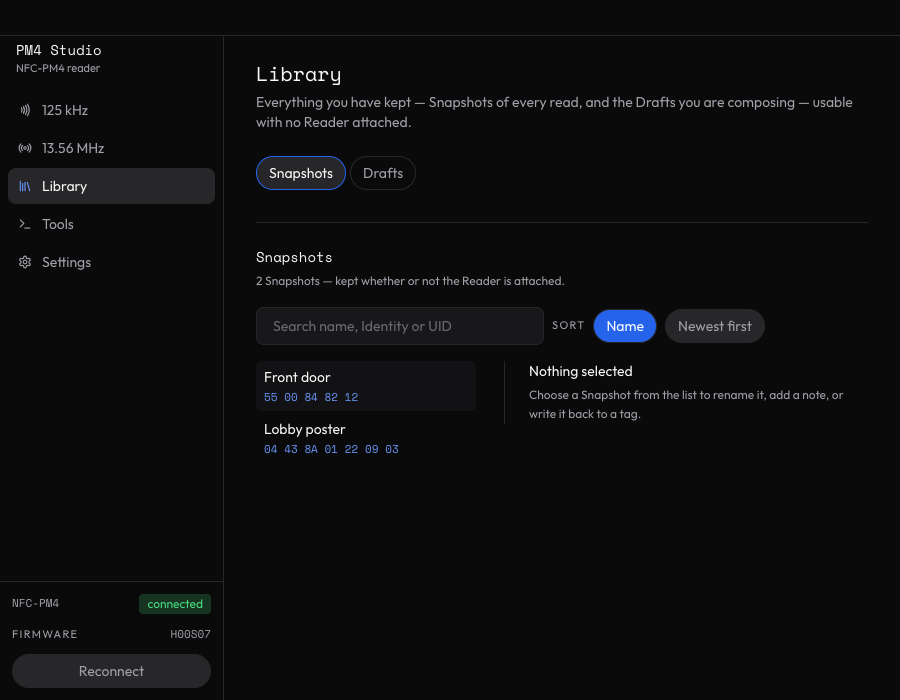 PM4 Studio
NFC-PM4 reader
125 kHz
13.56 MHz
Library
Tools
Settings
NFC-PM4
connected
FIRMWARE
H00S07
Reconnect
Library
Everything you have kept — Snapshots of every read, and the Drafts you are composing — usable
with no Reader attached.
Snapshots
Drafts
Snapshots
2 Snapshots — kept whether or not the Reader is attached.
Search name, Identity or UID
SORT
Name
Newest first
Front door
55 00 84 82 12
Lobby poster
04 43 8A 01 22 09 03
Nothing selected
Choose a Snapshot from the list to rename it, add a note, or
write it back to a tag.